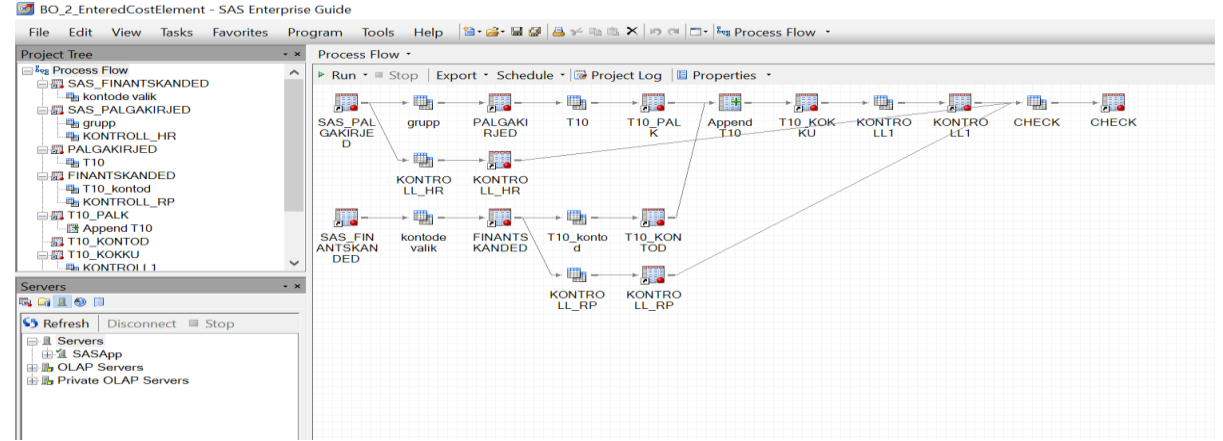 BO_2_EnteredCostElement - SAS Enterprise Guide
File Edit View Tasks Favorites Program Tools Help Process Flow
Project Tree
Process Flow
SAS_FINANTSKANDED
kontode valik
SAS_PALGAKIRJED
grupp
KONTROLL_HR
PALGAKIRJED
T10
FINANTSKANDED
T10_kontod
KONTROLL_RP
T10_PALK
Append T10
T10_KONTOD
T10_KOKKU
KONTROLL1
Servers
Refresh Disconnect Stop
Servers
SASApp
OLAP Servers
Private OLAP Servers
Process Flow
Run Stop Export Schedule Project Log Properties
SAS_PAL grupp PALGAKI T10 T10_PAL Append T10_KOK KONTRO KONTRO CHECK CHECK
GAKIRJE RJED K T10 KU LL1 LL1
D
KONTRO KONTRO
LL_HR LL_HR
SAS_FIN kontode FINANTS T10_konto T10_KON
ANTSKAN valik KANDED d TOD
DED
KONTRO KONTRO
LL_RP LL_RP